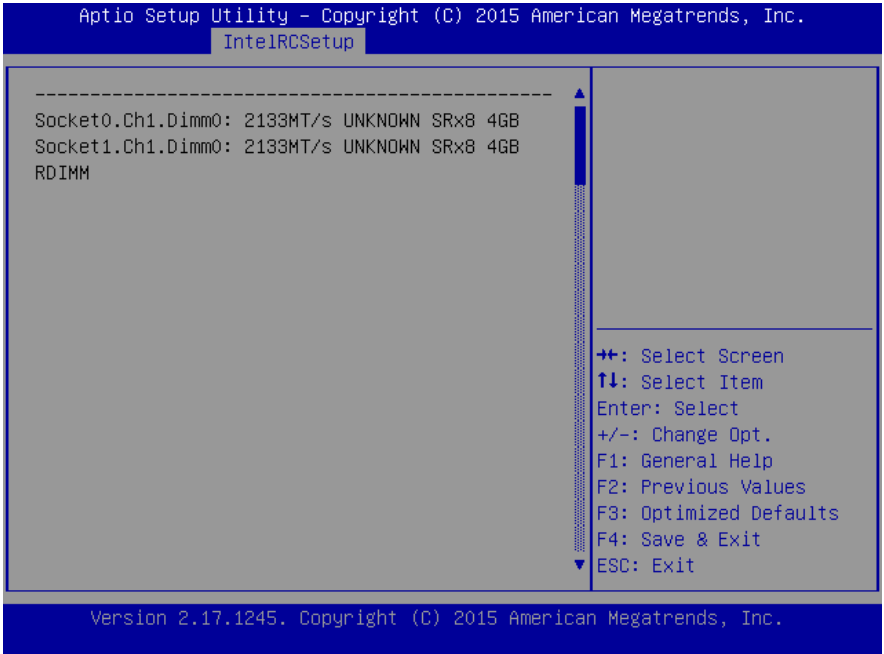 Aptio Setup Utility – Copyright (C) 2015 American Megatrends, Inc.
IntelRCSetup
-----------------------------------------------
Socket0.Ch1.Dimm0: 2133MT/s UNKNOWN SRx8 4GB
Socket1.Ch1.Dimm0: 2133MT/s UNKNOWN SRx8 4GB
RDIMM
→←: Select Screen
↑↓: Select Item
Enter: Select
+/-: Change Opt.
F1: General Help
F2: Previous Values
F3: Optimized Defaults
F4: Save & Exit
ESC: Exit
Version 2.17.1245. Copyright (C) 2015 American Megatrends, Inc.